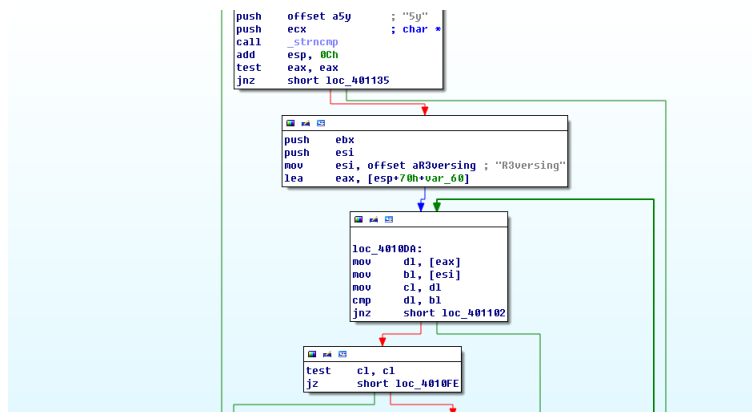 push    offset a5y      ; "5y"
push    ecx             ; char *
call    _strncmp
add     esp, 0Ch
test    eax, eax
jnz     short loc_401135
push    ebx
push    esi
mov     esi, offset aR3versing ; "R3versing"
lea     eax, [esp+70h+var_60]
loc_4010DA:
mov     dl, [eax]
mov     bl, [esi]
mov     cl, dl
cmp     dl, bl
jnz     short loc_401102
test    cl, cl
jz      short loc_4010FE